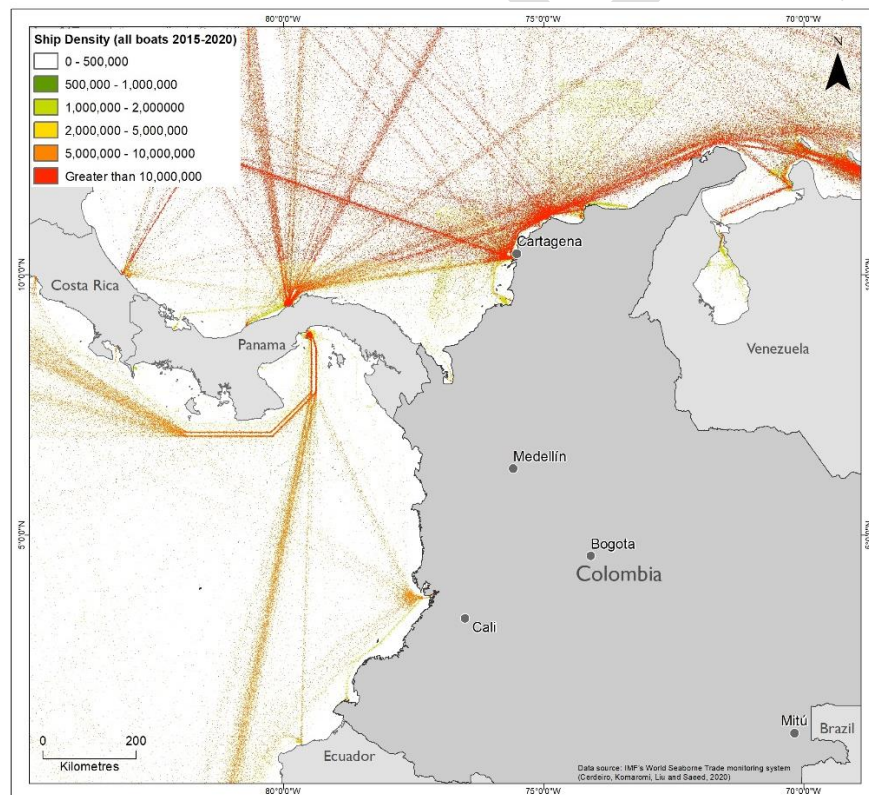 80°0'0"W
75°0'0"W
70°0'0"W
Ship Density (all boats 2015-2020)
0 - 500,000
500,000 - 1,000,000
1,000,000 - 2,000000
2,000,000 - 5,000,000
5,000,000 - 10,000,000
Greater than 10,000,000
N
Cartagena
10°0'0"N
Costa Rica
Panama
Venezuela
Medellín
5°0'0"N
Bogota
Colombia
Cali
Mitú
Brazil
0 200
Kilometres
Ecuador
Data source: IMF's World Seaborne Trade monitoring system
(Cerdeiro, Komaromi, Liu and Saeed, 2020)
80°0'0"W
75°0'0"W
70°0'0"W